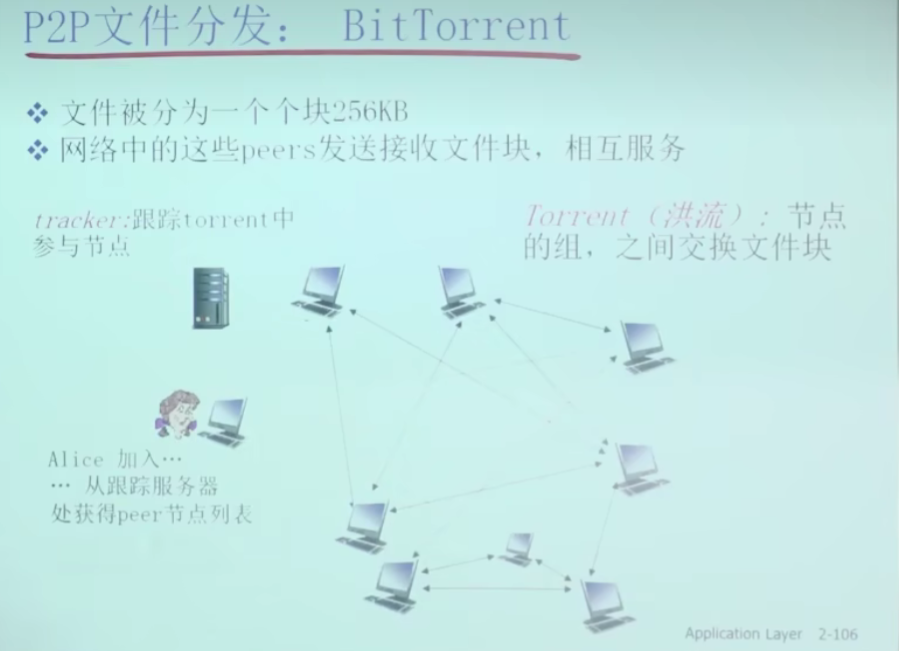 P2P文件分发： BitTorrent
文件被分为一个个块256KB
网络中的这些peers发送接收文件块，相互服务
tracker:跟踪torrent中
参与节点
Torrent（洪流）：节点
的组，之间交换文件块
Alice 加入…
… 从跟踪服务器
处获得peer节点列表
Application Layer 2-106